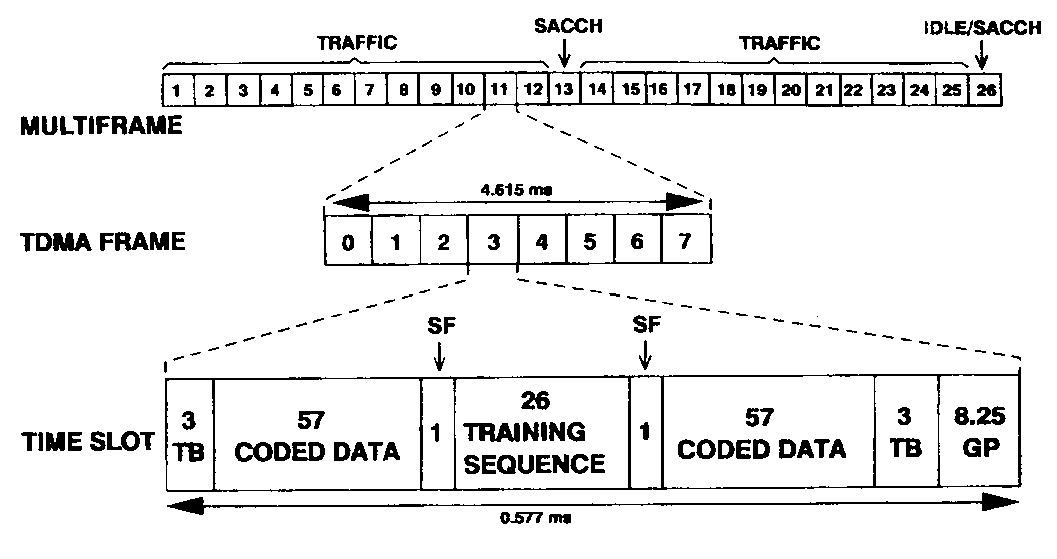 SACCH
IDLE/SACCH
TRAFFIC
TRAFFIC
1 2 3 4 5 6 7 8 9 10 11 12 13 14 15 16 17 18 19 20 21 22 23 24 25 26
MULTIFRAME
4.615 ms
TDMA FRAME 0 1 2 3 4 5 6 7
SF SF
3 57 1 26 1 57 3 8.25
TIME SLOT TB CODED DATA TRAINING CODED DATA TB GP
SEQUENCE
0.577 ms